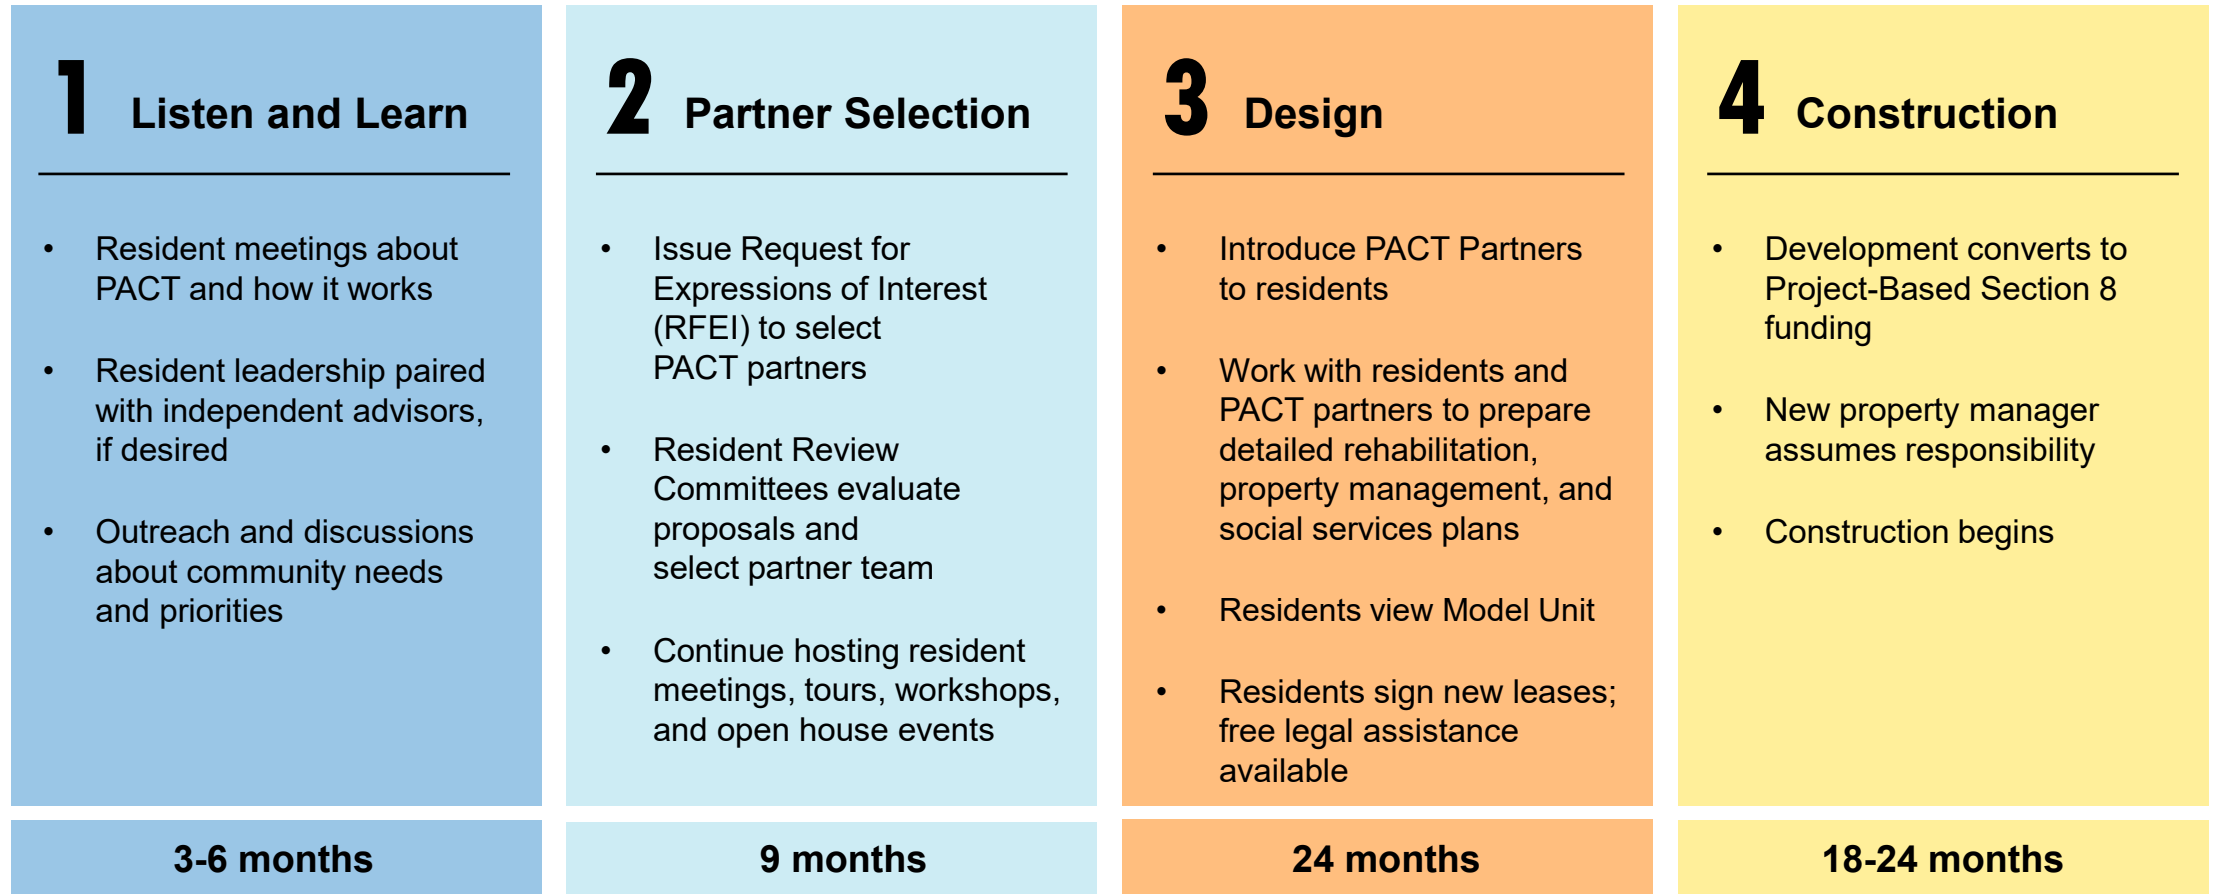 1 Listen and Learn
• Resident meetings about
PACT and how it works
• Resident leadership paired
with independent advisors,
if desired
• Outreach and discussions
about community needs
and priorities
3-6 months
2 Partner Selection
• Issue Request for
Expressions of Interest
(RFEI) to select
PACT partners
• Resident Review
Committees evaluate
proposals and
select partner team
• Continue hosting resident
meetings, tours, workshops,
and open house events
9 months
3 Design
• Introduce PACT Partners
to residents
• Work with residents and
PACT partners to prepare
detailed rehabilitation,
property management, and
social services plans
• Residents view Model Unit
• Residents sign new leases;
free legal assistance
available
24 months
4 Construction
• Development converts to
Project-Based Section 8
funding
• New property manager
assumes responsibility
• Construction begins
18-24 months